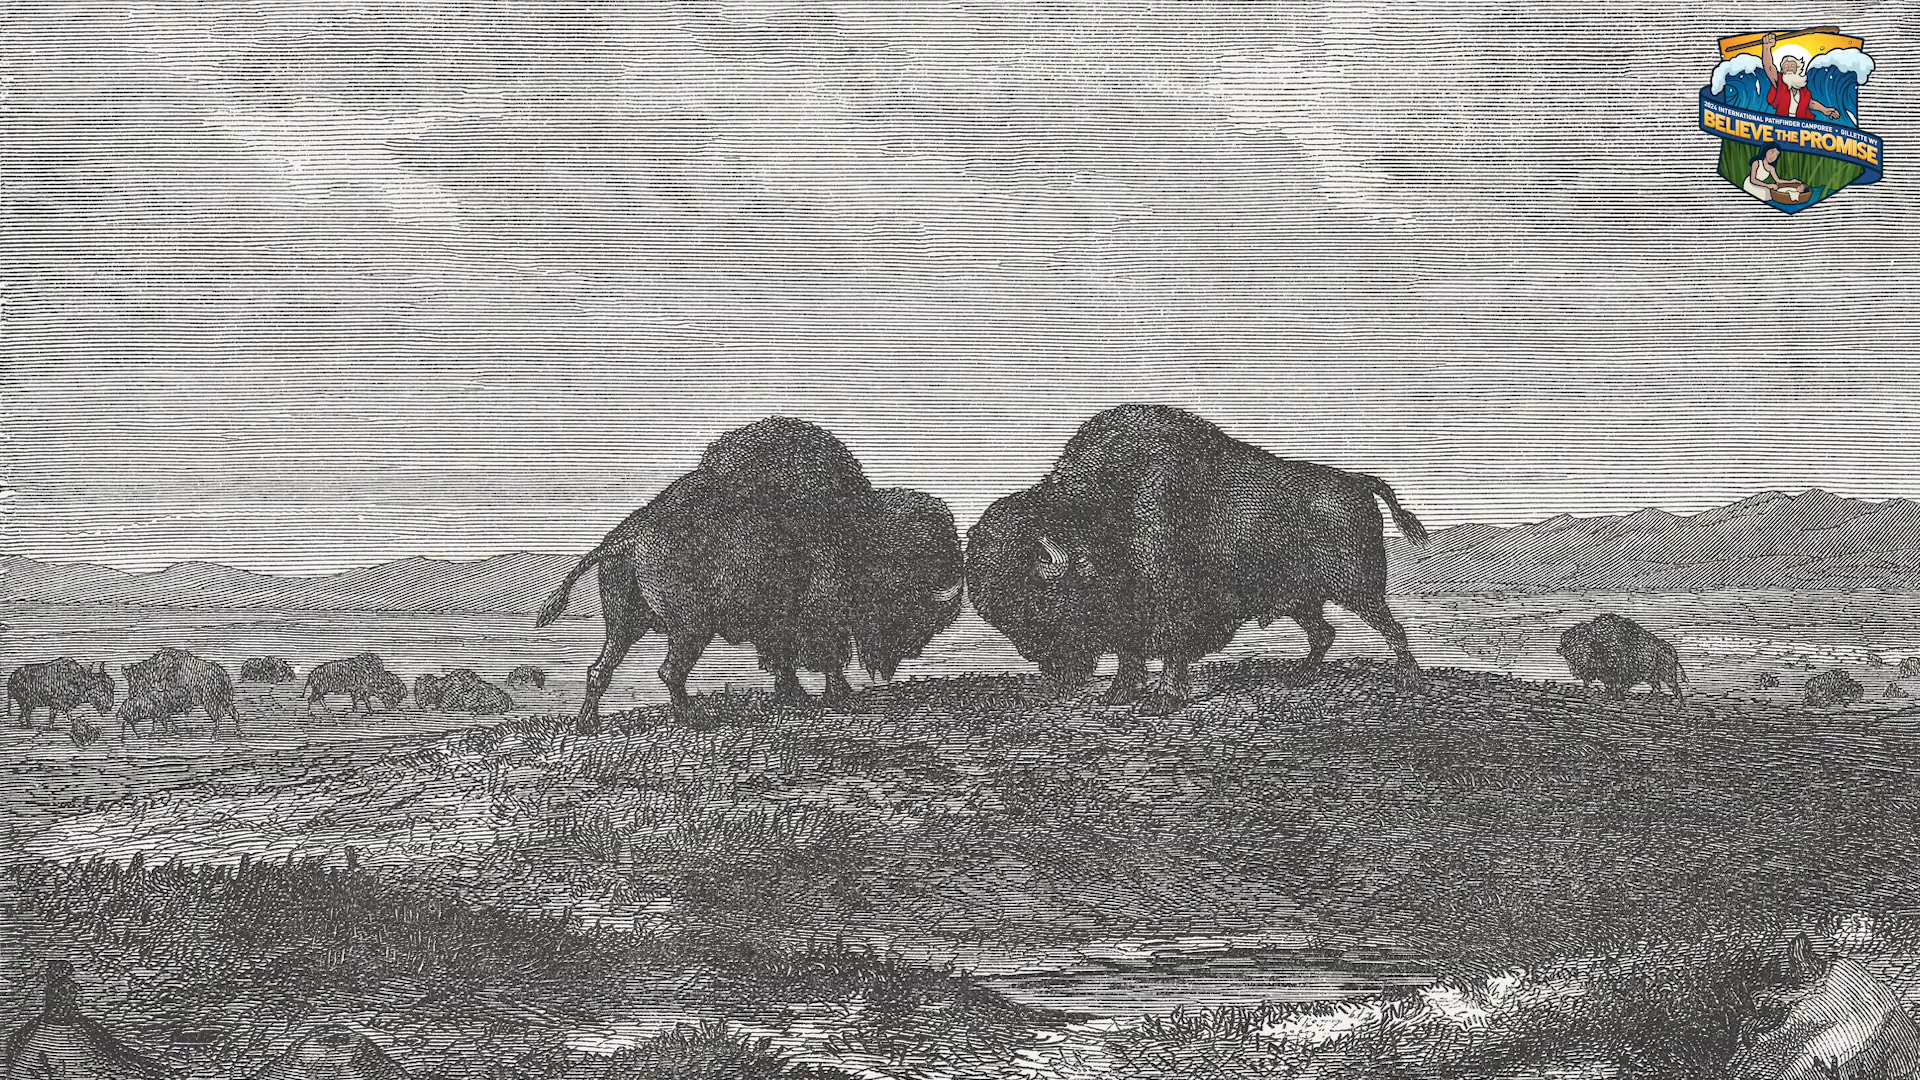 2024 INTERNATIONAL PATHFINDER CAMPOREE • GILLETTE WY
BELIEVE THE PROMISE